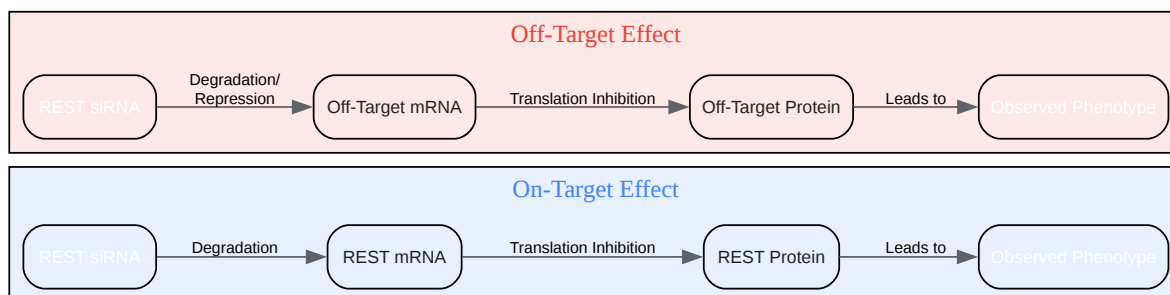 Off-Target Effect
REST siRNA
Degradation/
Repression
Off-Target mRNA
Translation Inhibition
Off-Target Protein
Leads to
Observed Phenotype
On-Target Effect
REST siRNA
Degradation
REST mRNA
Translation Inhibition
REST Protein
Leads to
Observed Phenotype